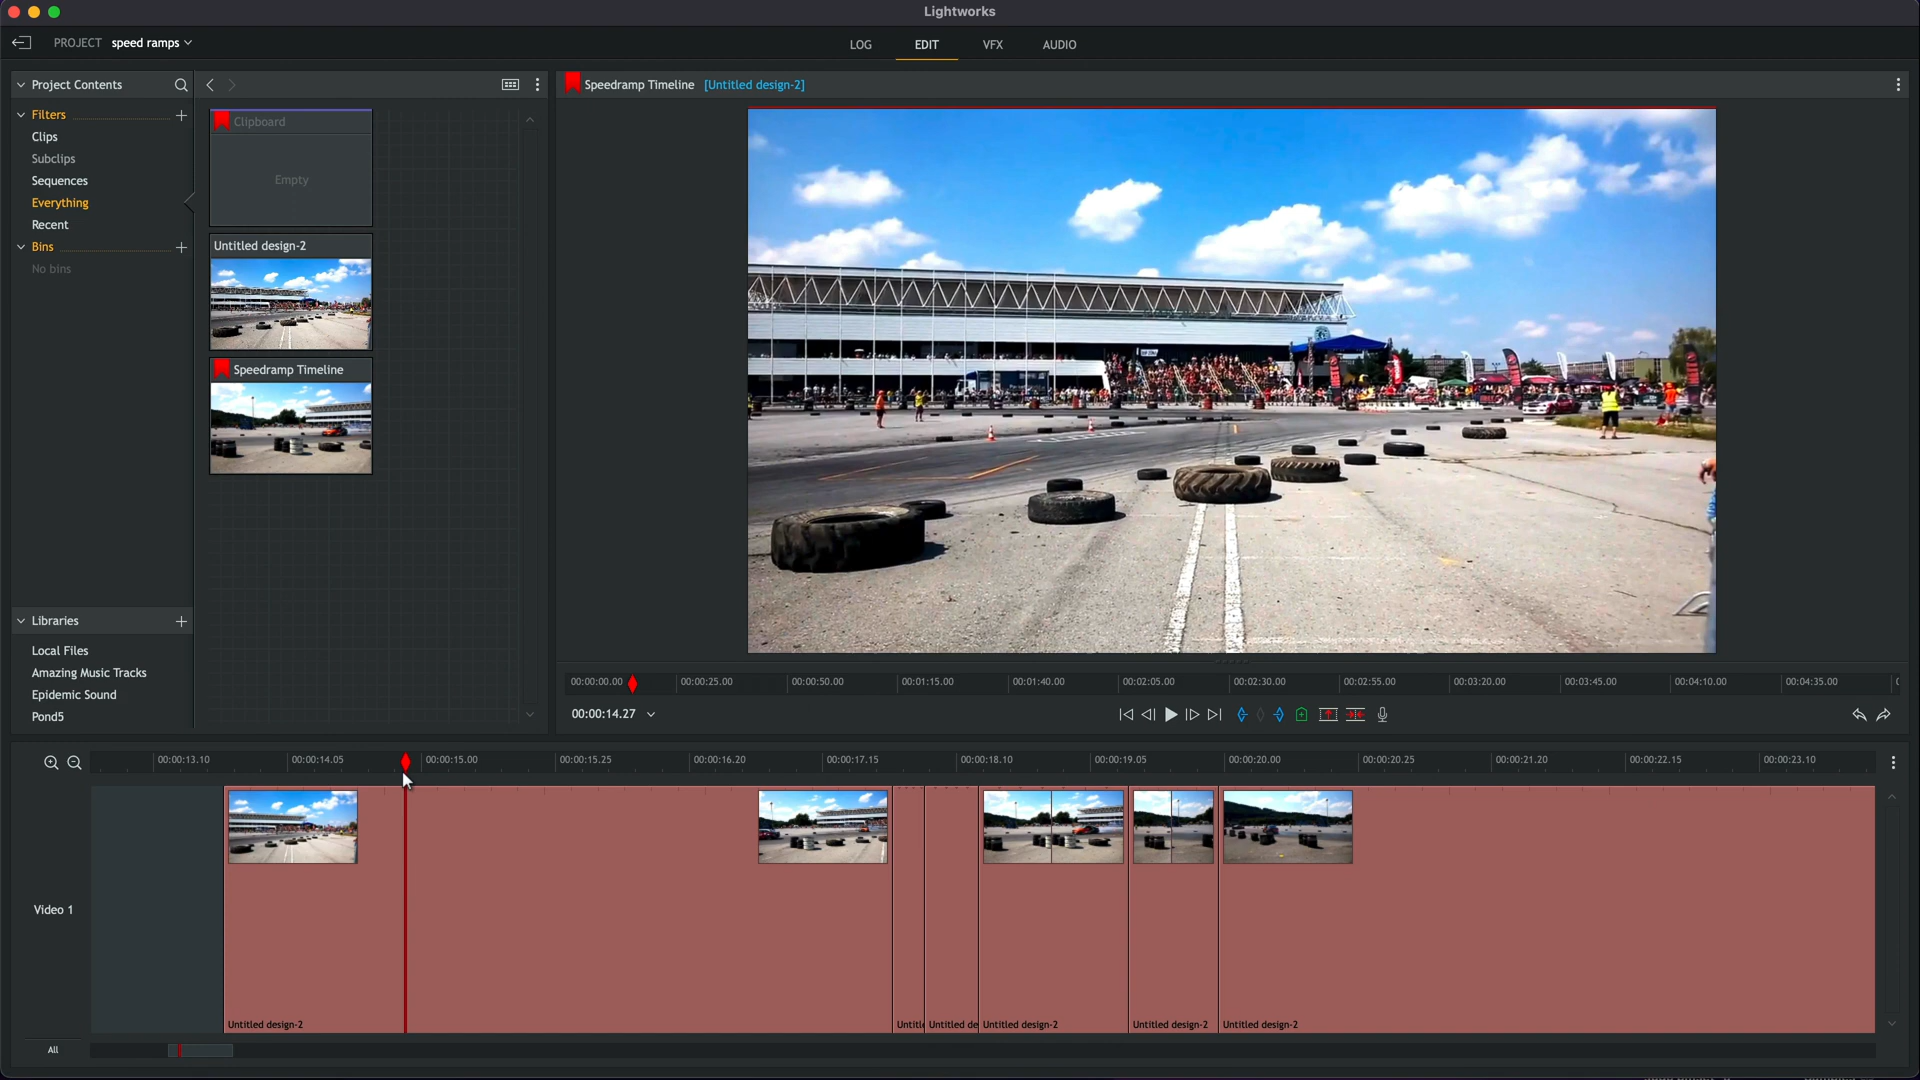 Lightworks
PROJECT speed ramps
LOG EDIT VFX AUDIO
Project Contents
Filters
Clips
Subclips
Sequences
Everything
Recent
Bins
No bins
Libraries
Local Files
Amazing Music Tracks
Epidemic Sound
Pond5
Clipboard
Empty
Untitled design-2
Speedramp Timeline
Speedramp Timeline [Untitled design-2]
00:00:00.00 00:00:25.00 00:00:50.00 00:01:15.00 00:01:40.00 00:02:05.00 00:02:30.00 00:02:55.00 00:03:20.00 00:03:45.00 00:04:10.00 00:04:35.00
00:00:14.27
00:00:13.10 00:00:14.05 00:00:15.00 00:00:15.25 00:00:16.20 00:00:17.15 00:00:18.10 00:00:19.05 00:00:20.00 00:00:20.25 00:00:21.20 00:00:22.15 00:00:23.10
Video 1
Untitled design-2 Untitl Untitled de Untitled design-2 Untitled design-2 Untitled design-2
All